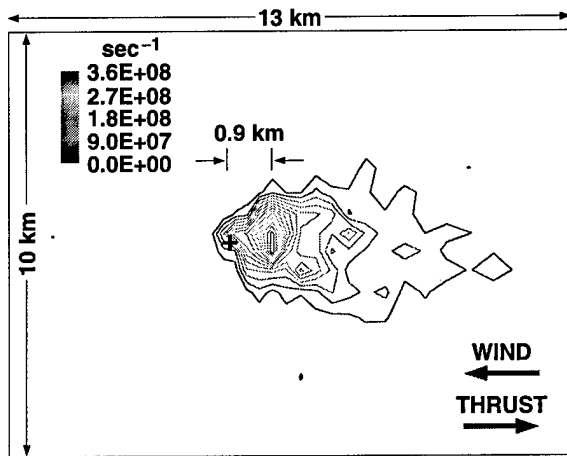 13 km
sec⁻¹
3.6E+08
2.7E+08
1.8E+08
9.0E+07
0.0E+00
0.9 km
10 km
WIND
THRUST